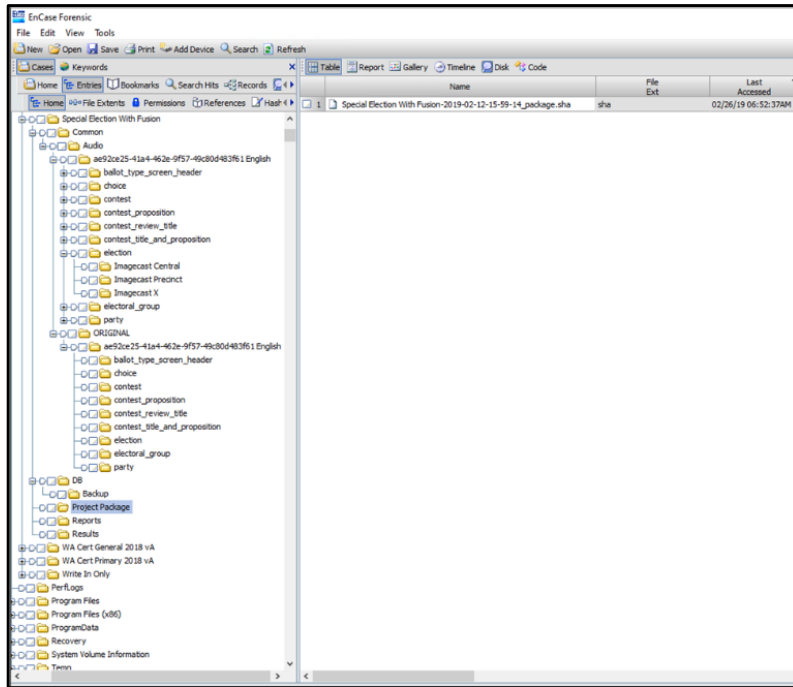 EnCase Forensic
File Edit View Tools
New Open Save Print Add Device Search Refresh
Cases Keywords
Home Entries Bookmarks Search Hits Records
Home File Extents Permissions References Hash
Special Election With Fusion
Common
Audio
ae92ce25-41a4-462e-9f57-49c80d483f61 English
ballot_type_screen_header
choice
contest
contest_proposition
contest_review_title
contest_title_and_proposition
election
Imagecast Central
Imagecast Precinct
Imagecast X
electoral_group
party
ORIGINAL
ae92ce25-41a4-462e-9f57-49c80d483f61 English
ballot_type_screen_header
choice
contest
contest_proposition
contest_review_title
contest_title_and_proposition
election
electoral_group
party
DB
Backup
Project Package
Reports
Results
WA Cert General 2018 vA
WA Cert Primary 2018 vA
Write In Only
PerfLogs
Program Files
Program Files (x86)
ProgramData
Recovery
System Volume Information
Temp
Table Report Gallery Timeline Disk Code
Name File Ext Last Accessed
1 Special Election With Fusion-2019-02-12-15-59-14_package.sha sha 02/26/19 06:52:37AM